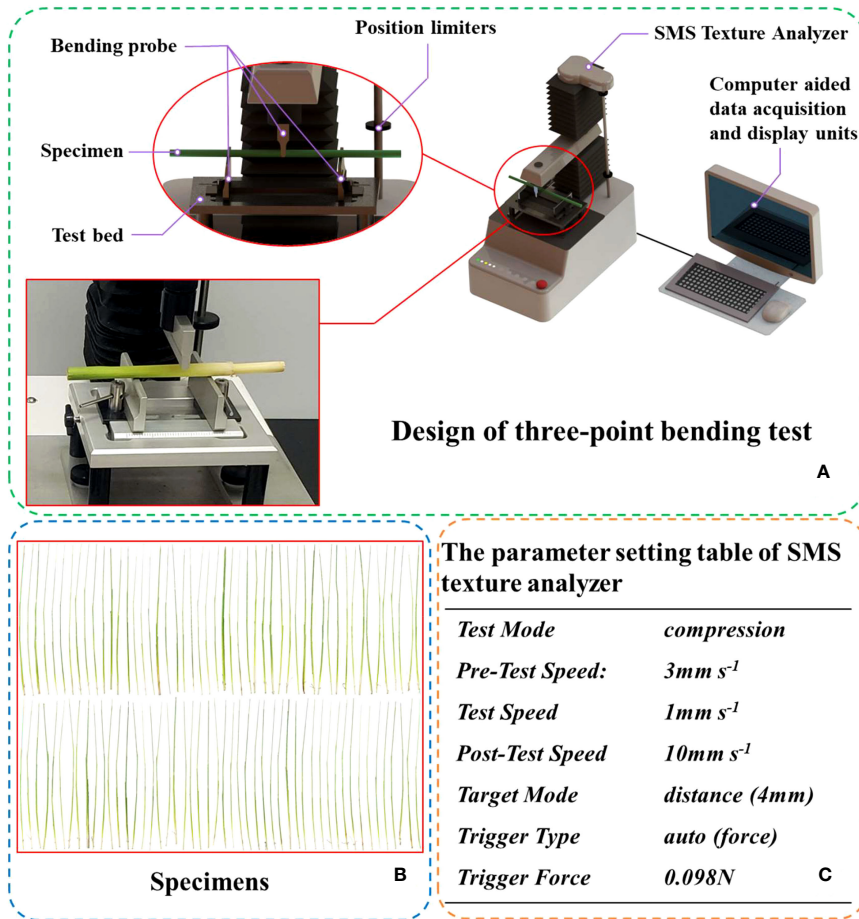 Position limiters
Bending probe
SMS Texture Analyzer
Computer aided
data acquisition
and display units
Specimen
Test bed
Design of three-point bending test
A
Specimens
B
The parameter setting table of SMS
texture analyzer
Test Mode compression
Pre-Test Speed: 3mm s⁻¹
Test Speed 1mm s⁻¹
Post-Test Speed 10mm s⁻¹
Target Mode distance (4mm)
Trigger Type auto (force)
Trigger Force 0.098N
C